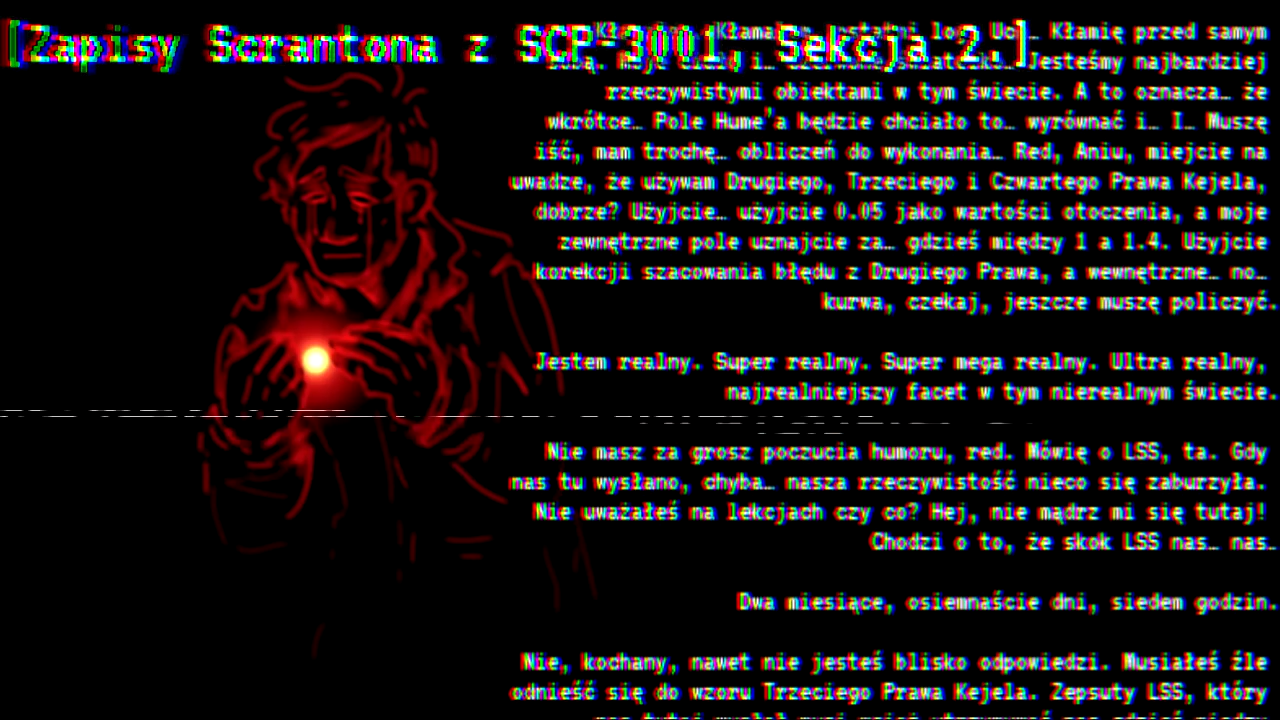 [Zapisy Scrantona z SCP-3001, Sekcja 2.]
Kłamię przed samym
Jesteśmy najbardziej
rzeczywistymi obiektami w tym świecie. A to oznacza… że
wkrótce… Pole Hume'a będzie chciało to… wyrównać i… I… Muszę
iść, mam trochę… obliczeń do wykonania… Red, Aniu, miejcie na
uwadze, że używam Drugiego, Trzeciego i Czwartego Prawa Kejela,
dobrze? Użyjcie… użyjcie 0.05 jako wartości otoczenia, a moje
zewnętrzne pole uznajcie za… gdzieś między 1 a 1.4. Użyjcie
korekcji szacowania błędu z Drugiego Prawa, a wewnętrzne… no…
kurwa, czekaj, jeszcze muszę policzyć.
Jestem realny. Super realny. Super mega realny. Ultra realny,
najrealniejszy facet w tym nierealnym świecie.
Nie masz za grosz poczucia humoru, red. Mówię o LSS, ta. Gdy
nas tu wysłano, chyba… nasza rzeczywistość nieco się zaburzyła.
Nie uważałeś na lekcjach czy co? Hej, nie mądrz mi się tutaj!
Chodzi o to, że skok LSS nas… nas…
Dwa miesiące, osiemnaście dni, siedem godzin.
Nie, kochany, nawet nie jesteś blisko odpowiedzi. Musiałeś źle
odnieść się do wzoru Trzeciego Prawa Kejela. Zepsuty LSS, który